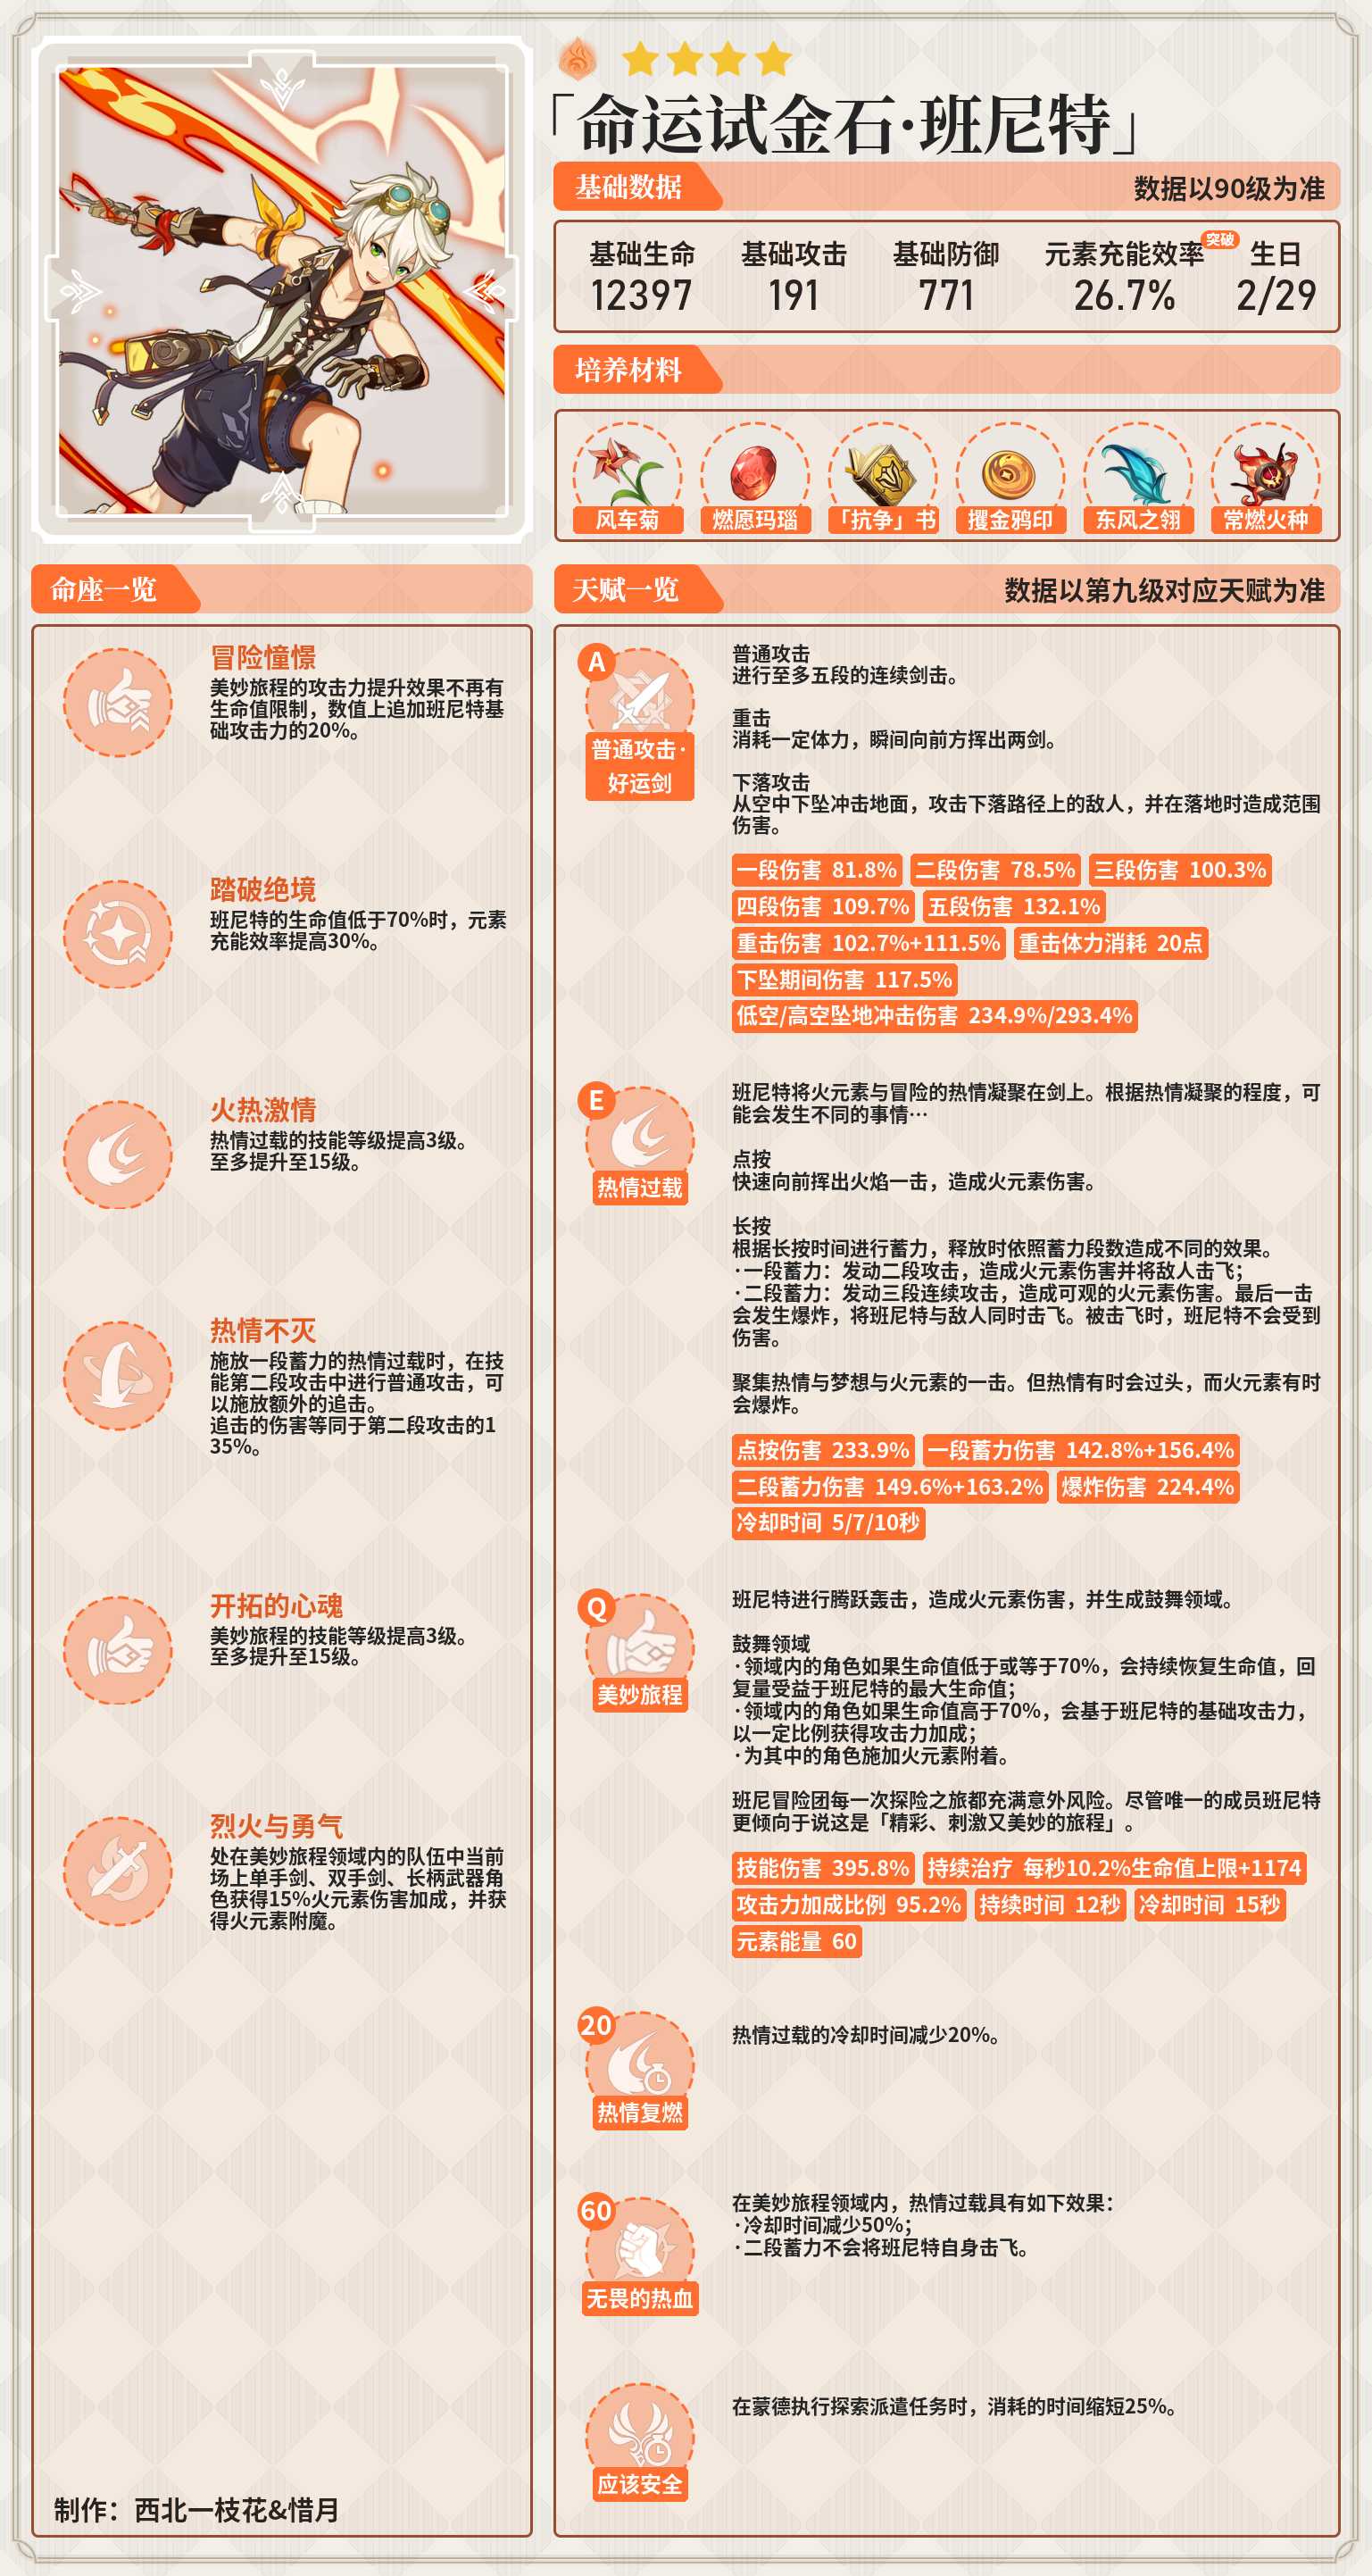 「命运试金石·班尼特」
基础数据
数据以90级为准
基础生命 基础攻击 基础防御 元素充能效率 突破 生日
12397 191 771 26.7% 2/29
培养材料
风车菊 燃愿玛瑙 「抗争」书 攫金鸦印 东风之翎 常燃火种
命座一览
冒险憧憬
美妙旅程的攻击力提升效果不再有
生命值限制，数值上追加班尼特基
础攻击力的20%。
踏破绝境
班尼特的生命值低于70%时，元素
充能效率提高30%。
火热激情
热情过载的技能等级提高3级。
至多提升至15级。
热情不灭
施放一段蓄力的热情过载时，在技
能第二段攻击中进行普通攻击，可
以施放额外的追击。
追击的伤害等同于第二段攻击的1
35%。
开拓的心魂
美妙旅程的技能等级提高3级。
至多提升至15级。
烈火与勇气
处在美妙旅程领域内的队伍中当前
场上单手剑、双手剑、长柄武器角
色获得15%火元素伤害加成，并获
得火元素附魔。
制作：西北一枝花&惜月
天赋一览
数据以第九级对应天赋为准
A
普通攻击·
好运剑
普通攻击
进行至多五段的连续剑击。
重击
消耗一定体力，瞬间向前方挥出两剑。
下落攻击
从空中下坠冲击地面，攻击下落路径上的敌人，并在落地时造成范围
伤害。
一段伤害 81.8% 二段伤害 78.5% 三段伤害 100.3%
四段伤害 109.7% 五段伤害 132.1%
重击伤害 102.7%+111.5% 重击体力消耗 20点
下坠期间伤害 117.5%
低空/高空坠地冲击伤害 234.9%/293.4%
E
热情过载
班尼特将火元素与冒险的热情凝聚在剑上。根据热情凝聚的程度，可
能会发生不同的事情…
点按
快速向前挥出火焰一击，造成火元素伤害。
长按
根据长按时间进行蓄力，释放时依照蓄力段数造成不同的效果。
·一段蓄力：发动二段攻击，造成火元素伤害并将敌人击飞；
·二段蓄力：发动三段连续攻击，造成可观的火元素伤害。最后一击
会发生爆炸，将班尼特与敌人同时击飞。被击飞时，班尼特不会受到
伤害。
聚集热情与梦想与火元素的一击。但热情有时会过头，而火元素有时
会爆炸。
点按伤害 233.9% 一段蓄力伤害 142.8%+156.4%
二段蓄力伤害 149.6%+163.2% 爆炸伤害 224.4%
冷却时间 5/7/10秒
Q
美妙旅程
班尼特进行腾跃轰击，造成火元素伤害，并生成鼓舞领域。
鼓舞领域
·领域内的角色如果生命值低于或等于70%，会持续恢复生命值，回
复量受益于班尼特的最大生命值；
·领域内的角色如果生命值高于70%，会基于班尼特的基础攻击力，
以一定比例获得攻击力加成；
·为其中的角色施加火元素附着。
班尼冒险团每一次探险之旅都充满意外风险。尽管唯一的成员班尼特
更倾向于说这是「精彩、刺激又美妙的旅程」。
技能伤害 395.8% 持续治疗 每秒10.2%生命值上限+1174
攻击力加成比例 95.2% 持续时间 12秒 冷却时间 15秒
元素能量 60
20
热情复燃
热情过载的冷却时间减少20%。
60
无畏的热血
在美妙旅程领域内，热情过载具有如下效果：
·冷却时间减少50%；
·二段蓄力不会将班尼特自身击飞。
应该安全
在蒙德执行探索派遣任务时，消耗的时间缩短25%。